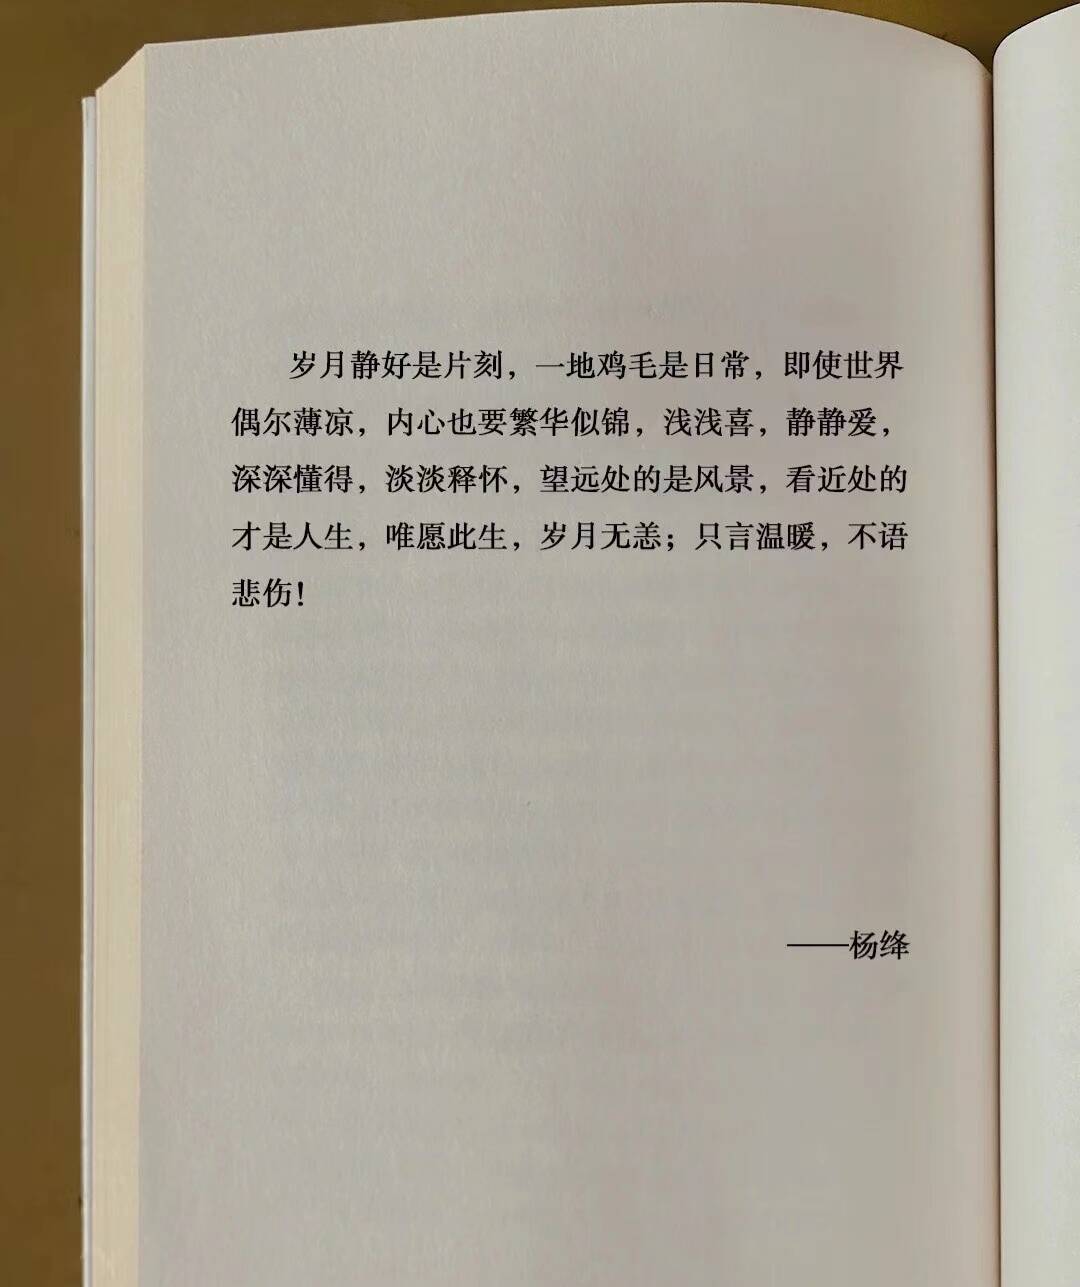 岁月静好是片刻，一地鸡毛是日常，即使世界
偶尔薄凉，内心也要繁华似锦，浅浅喜，静静爱，
深深懂得，淡淡释怀，望远处的是风景，看近处的
才是人生，唯愿此生，岁月无恙；只言温暖，不语
悲伤！
——杨绛